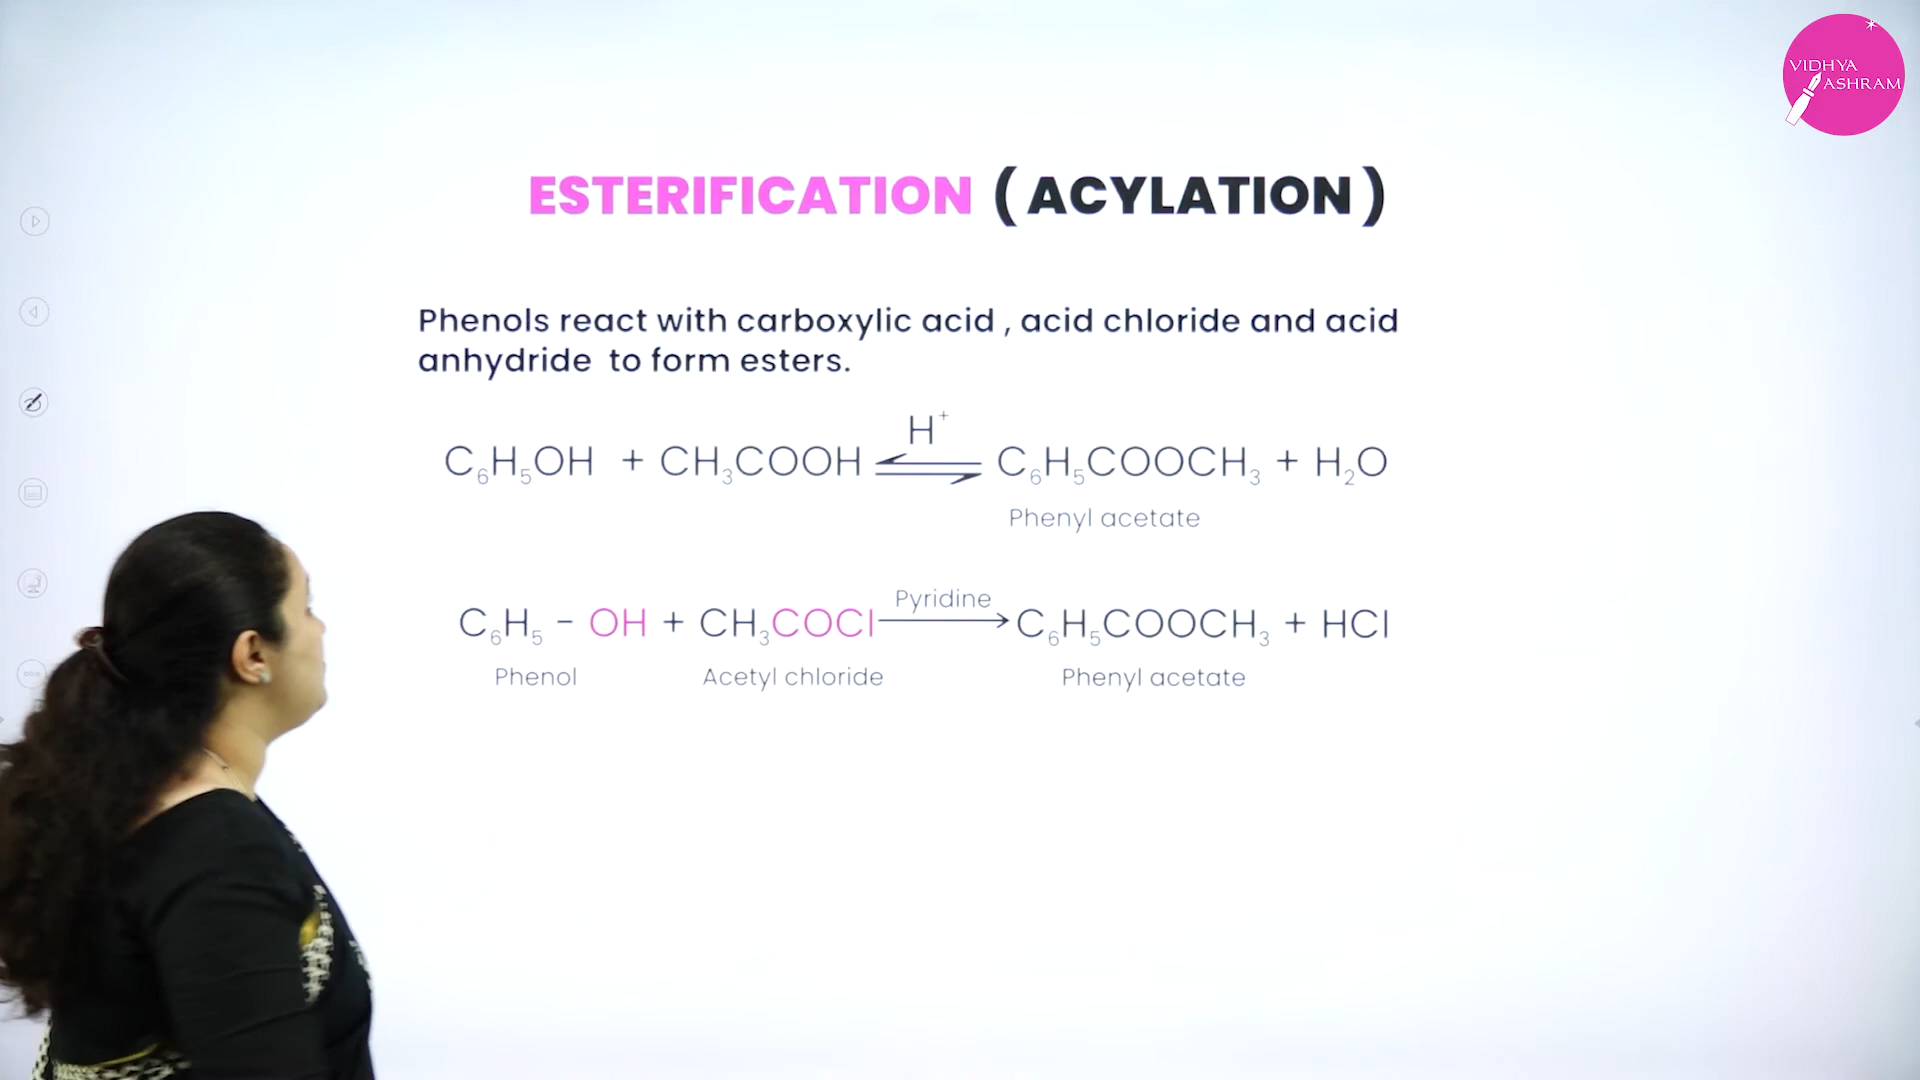 VIDHYA
ASHRAM
ESTERIFICATION (ACYLATION)
Phenols react with carboxylic acid , acid chloride and acid
anhydride to form esters.
H⁺
C₆H₅OH + CH₃COOH ⇌ C₆H₅COOCH₃ + H₂O
Phenyl acetate
Pyridine
C₆H₅ – OH + CH₃COCl ⟶ C₆H₅COOCH₃ + HCl
Phenol Acetyl chloride Phenyl acetate